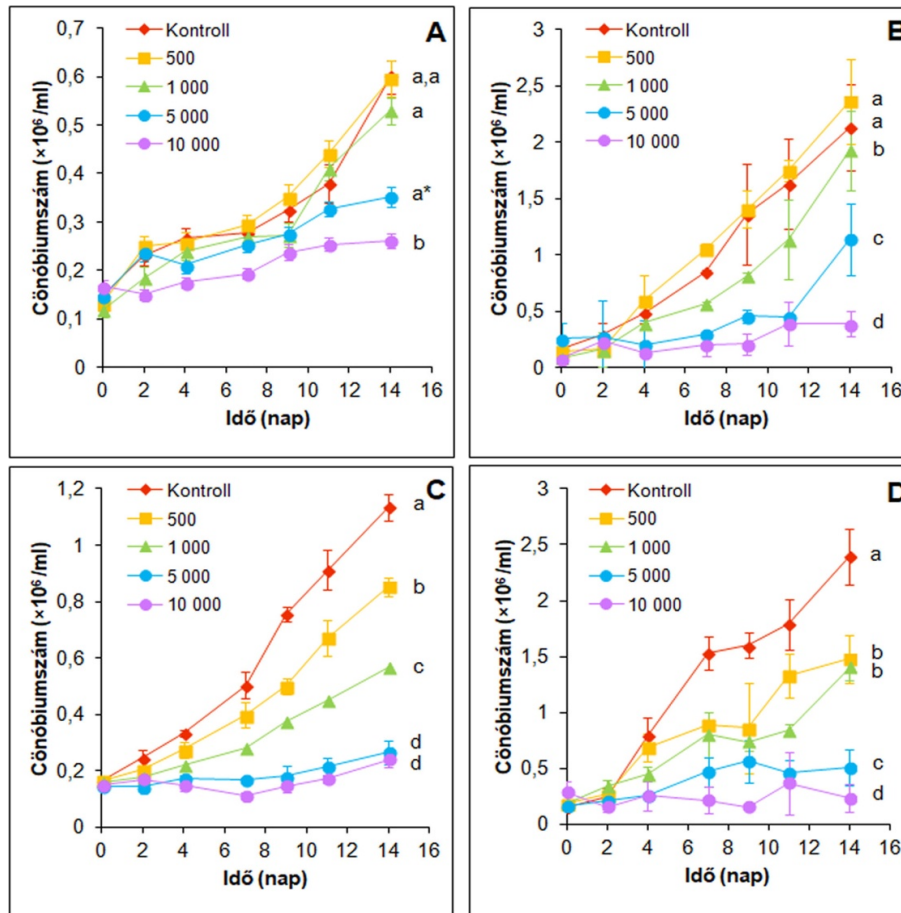 A
Cönóbiumszám (×10⁶/ml)
0,7
0,6
0,5
0,4
0,3
0,2
0,1
0
Kontroll
500
1 000
5 000
10 000
a,a
a
a*
b
0 2 4 6 8 10 12 14 16
Idő (nap)
E
Cönóbiumszám (×10⁶/ml)
3
2,5
2
1,5
1
0,5
0
Kontroll
500
1 000
5 000
10 000
a
a
b
c
d
0 2 4 6 8 10 12 14 16
Idő (nap)
C
Cönóbiumszám (×10⁶/ml)
1,2
1
0,8
0,6
0,4
0,2
0
Kontroll
500
1 000
5 000
10 000
a
b
c
d
d
0 2 4 6 8 10 12 14 16
Idő (nap)
D
Cönóbiumszám (×10⁶/ml)
3
2,5
2
1,5
1
0,5
0
Kontroll
500
1 000
5 000
10 000
a
b
b
c
d
0 2 4 6 8 10 12 14 16
Idő (nap)